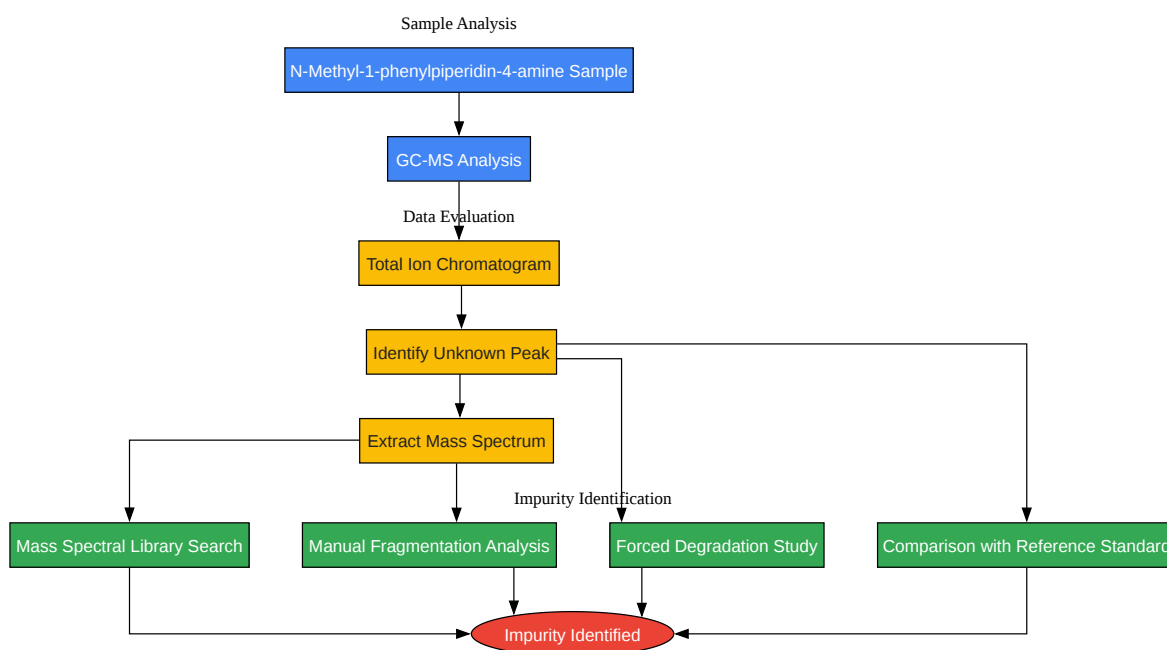 Sample Analysis
N-Methyl-1-phenylpiperidin-4-amine Sample
GC-MS Analysis
Data Evaluation
Total Ion Chromatogram
Identify Unknown Peak
Extract Mass Spectrum
Impurity Identification
Mass Spectral Library Search
Manual Fragmentation Analysis
Forced Degradation Study
Comparison with Reference Standard
Impurity Identified